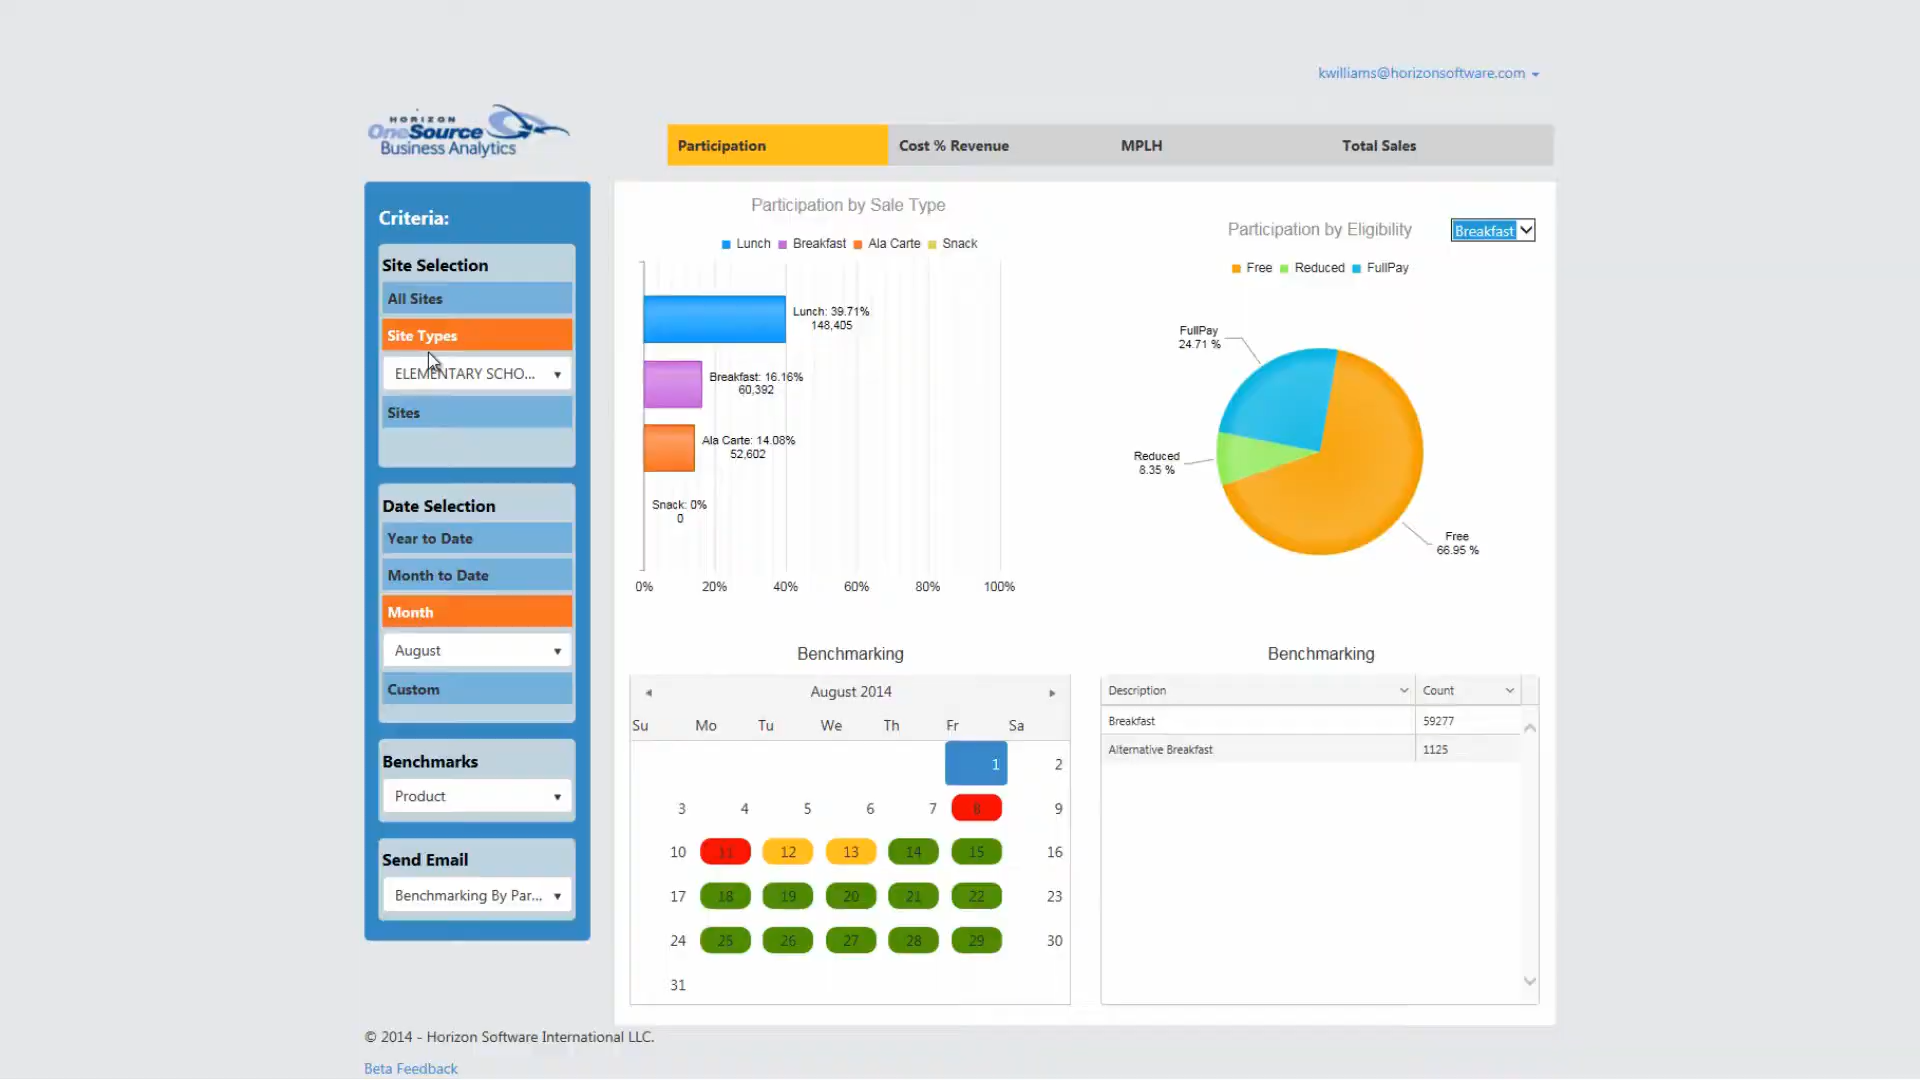 kwilliams@horizonsoftware.com
HORIZON
OneSource
Business Analytics
Participation
Cost % Revenue
MPLH
Total Sales
Criteria:
Site Selection
All Sites
Site Types
ELEMENTARY SCHO...
Sites
Date Selection
Year to Date
Month to Date
Month
August
Custom
Benchmarks
Product
Send Email
Benchmarking By Par...
Participation by Sale Type
Lunch Breakfast Ala Carte Snack
Lunch: 39.71%
148,405
Breakfast: 16.16%
60,392
Ala Carte: 14.08%
52,602
Snack: 0%
0
0% 20% 40% 60% 80% 100%
Participation by Eligibility
Breakfast
Free Reduced FullPay
FullPay
24.71 %
Reduced
8.35 %
Free
66.95 %
Benchmarking
August 2014
Su Mo Tu We Th Fr Sa
1 2
3 4 5 6 7 8 9
10 11 12 13 14 15 16
17 18 19 20 21 22 23
24 25 26 27 28 29 30
31
Benchmarking
Description Count
Breakfast 59277
Alternative Breakfast 1125
© 2014 - Horizon Software International LLC.
Beta Feedback